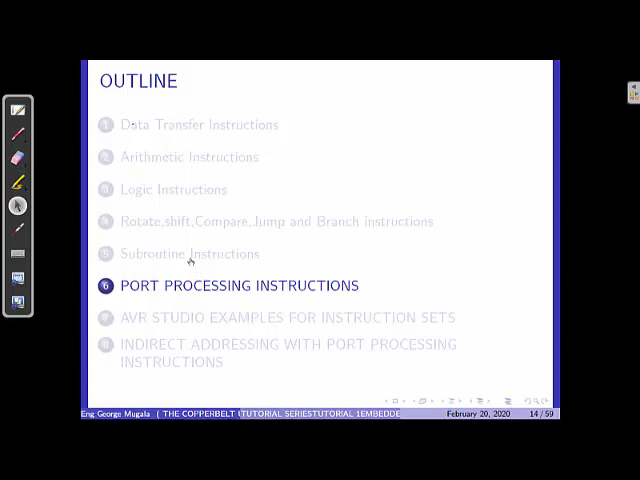 OUTLINE
1 Data Transfer Instructions
2 Arithmetic Instructions
3 Logic Instructions
4 Rotate,shift,Compare,Jump and Branch instructions
5 Subroutine Instructions
6 PORT PROCESSING INSTRUCTIONS
7 AVR STUDIO EXAMPLES FOR INSTRUCTION SETS
8 INDIRECT ADDRESSING WITH PORT PROCESSING
INSTRUCTIONS
Eng George Mugala ( THE COPPERBELT UTUTORIAL SERIESTUTORIAL 1EMBEDDE February 20, 2020 14 / 59